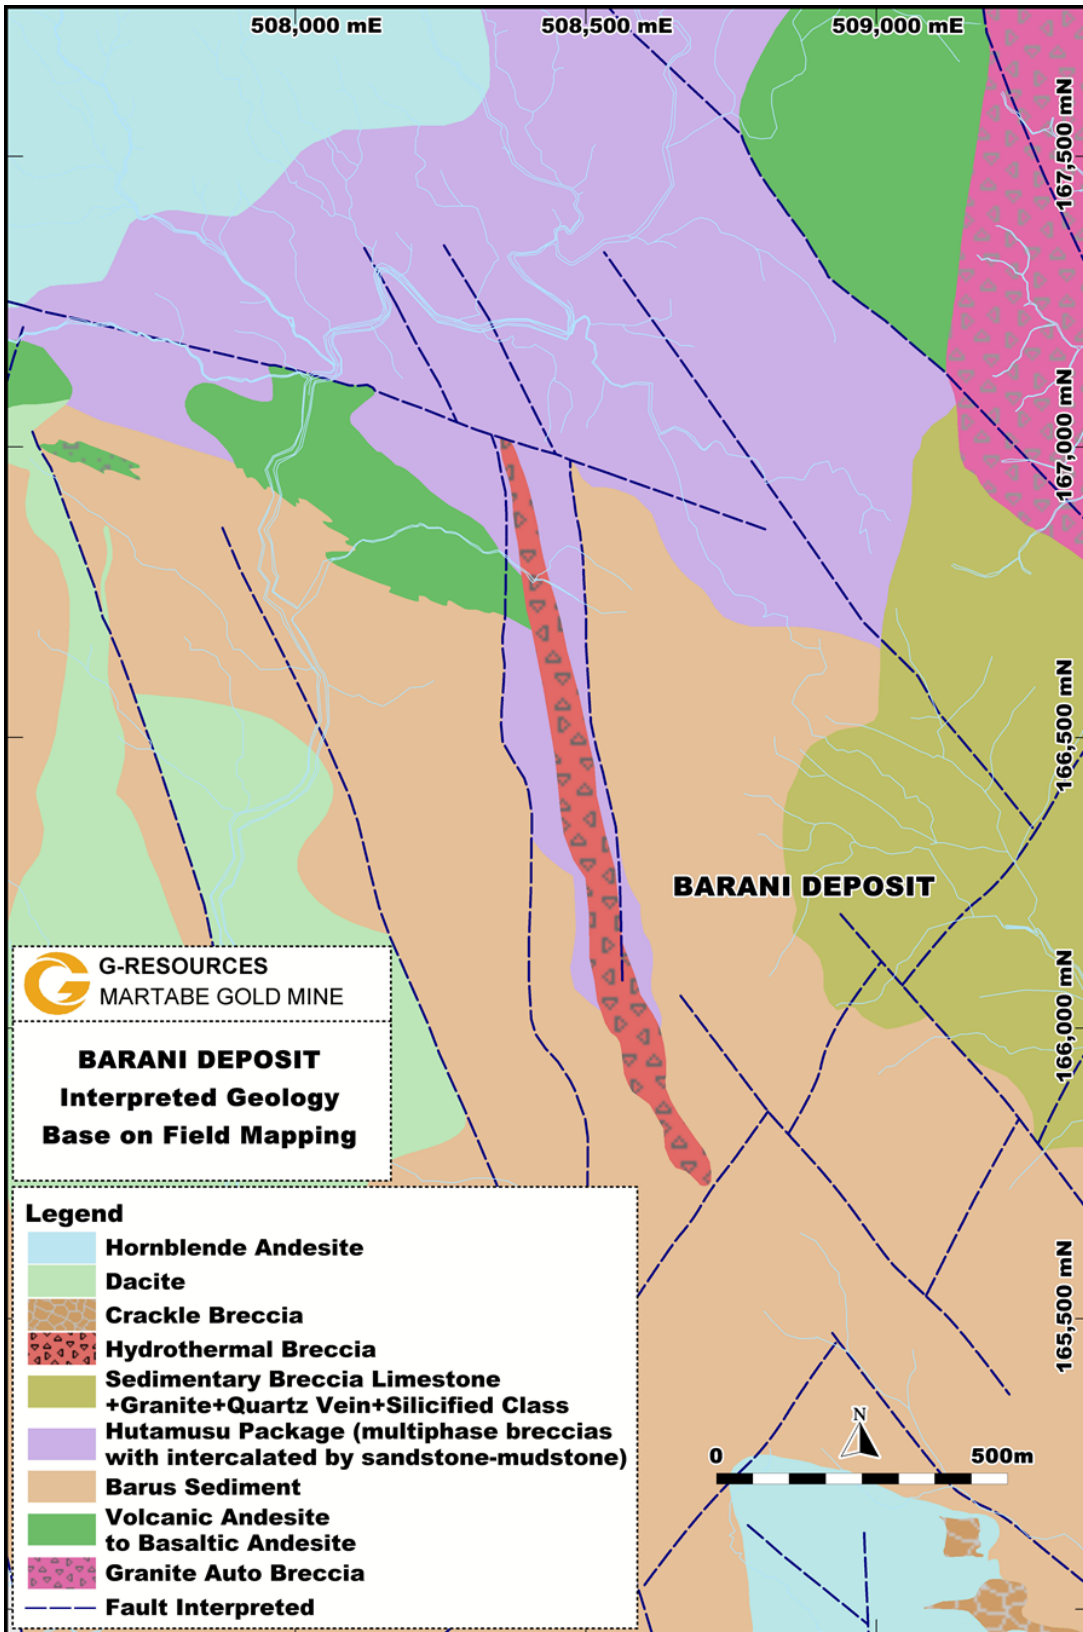 508,000 mE
508,500 mE
509,000 mE
167,500 mN
167,000 mN
166,500 mN
BARANI DEPOSIT
166,000 mN
G-RESOURCES
MARTABE GOLD MINE
BARANI DEPOSIT
Interpreted Geology
Base on Field Mapping
165,500 mN
Legend
Hornblende Andesite
Dacite
Crackle Breccia
Hydrothermal Breccia
Sedimentary Breccia Limestone
+Granite+Quartz Vein+Silicified Class
Hutamusu Package (multiphase breccias
with intercalated by sandstone-mudstone)
Barus Sediment
Volcanic Andesite
to Basaltic Andesite
Granite Auto Breccia
Fault Interpreted
N
0
500m